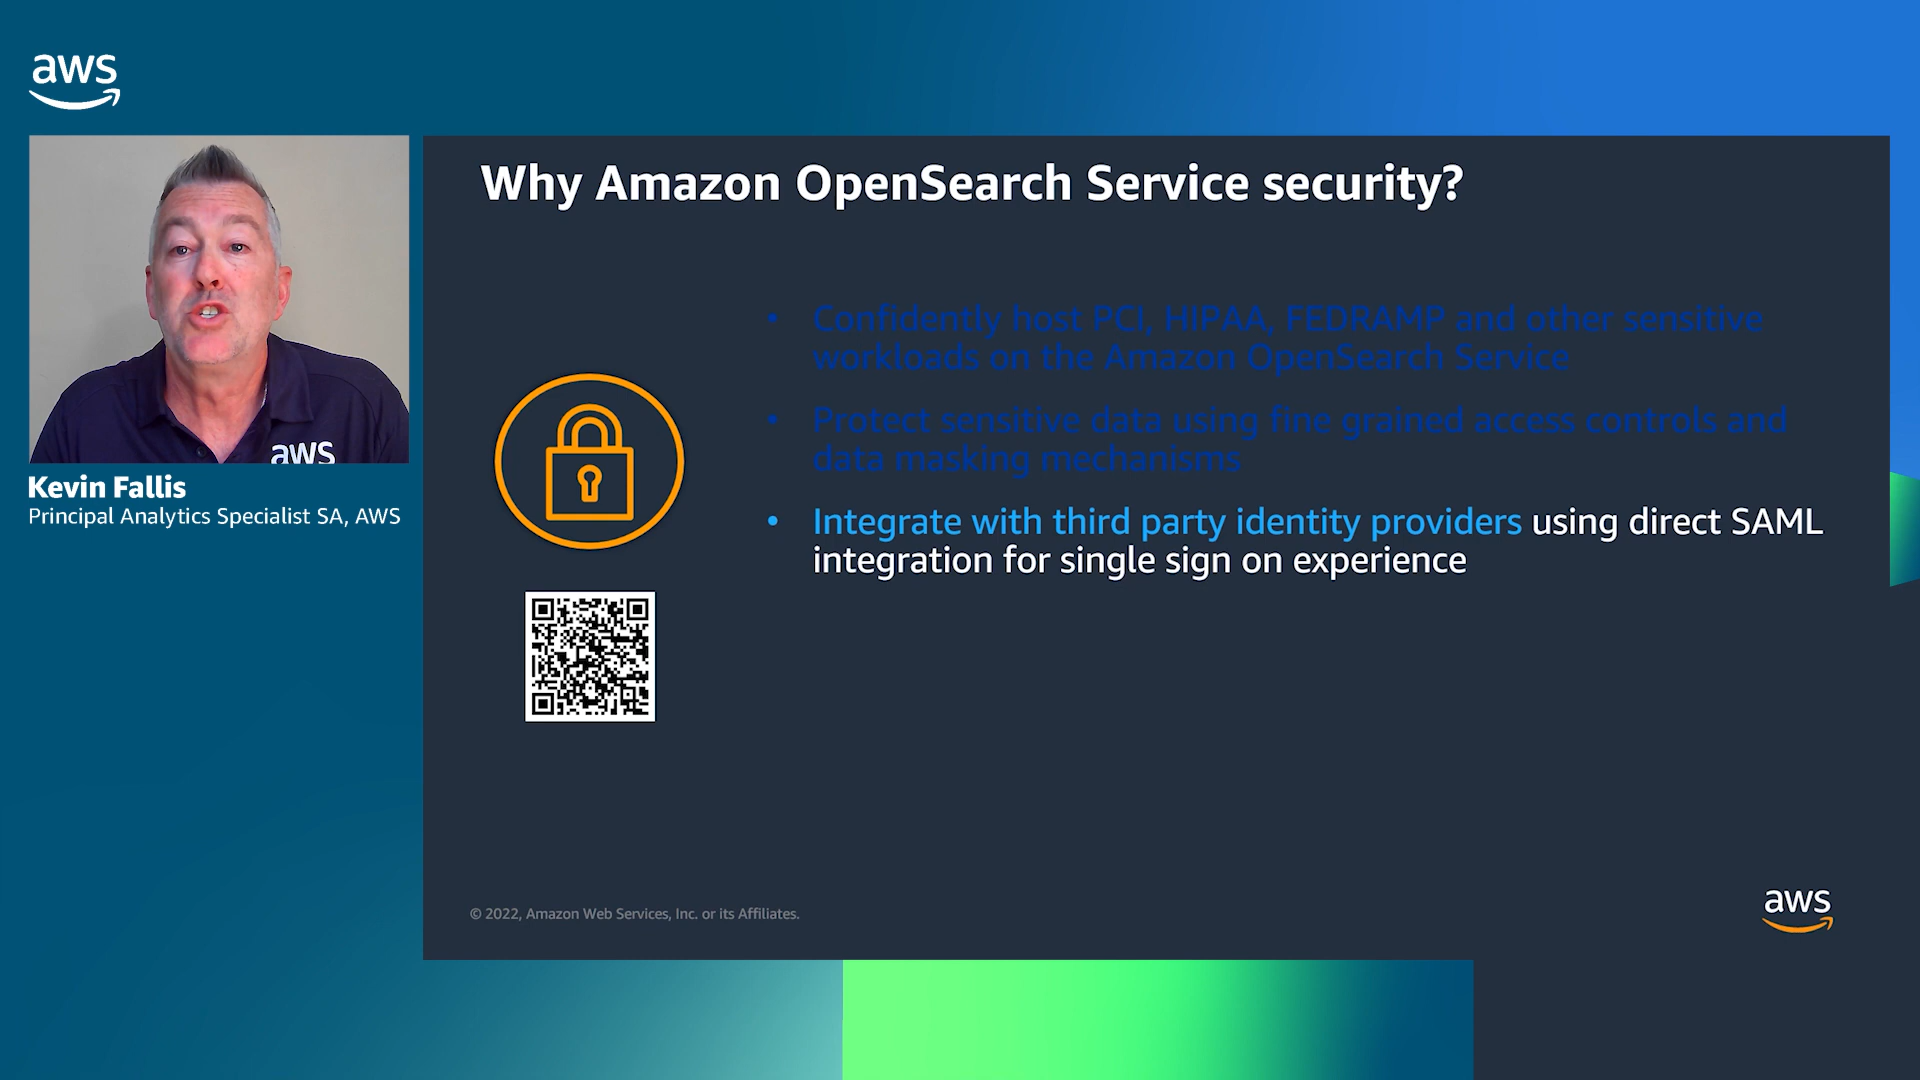 aws
aws
Kevin Fallis
Principal Analytics Specialist SA, AWS
Why Amazon OpenSearch Service security?
• Confidently host PCI, HIPAA, FEDRAMP and other sensitive
workloads on the Amazon OpenSearch Service
• Protect sensitive data using fine grained access controls and
data masking mechanisms
• Integrate with third party identity providers using direct SAML
integration for single sign on experience
© 2022, Amazon Web Services, Inc. or its Affiliates.
aws